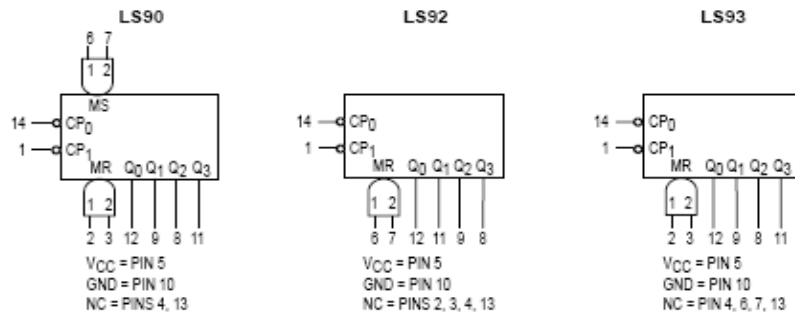 LS90
6 7
1 2
MS
14 CP0
1 CP1
MR Q0 Q1 Q2 Q3
1 2
2 3 12 9 8 11
VCC = PIN 5
GND = PIN 10
NC = PINS 4, 13
LS92
14 CP0
1 CP1
MR Q0 Q1 Q2 Q3
1 2
6 7 12 11 9 8
VCC = PIN 5
GND = PIN 10
NC = PINS 2, 3, 4, 13
LS93
14 CP0
1 CP1
MR Q0 Q1 Q2 Q3
1 2
2 3 12 9 8 11
VCC = PIN 5
GND = PIN 10
NC = PIN 4, 6, 7, 13